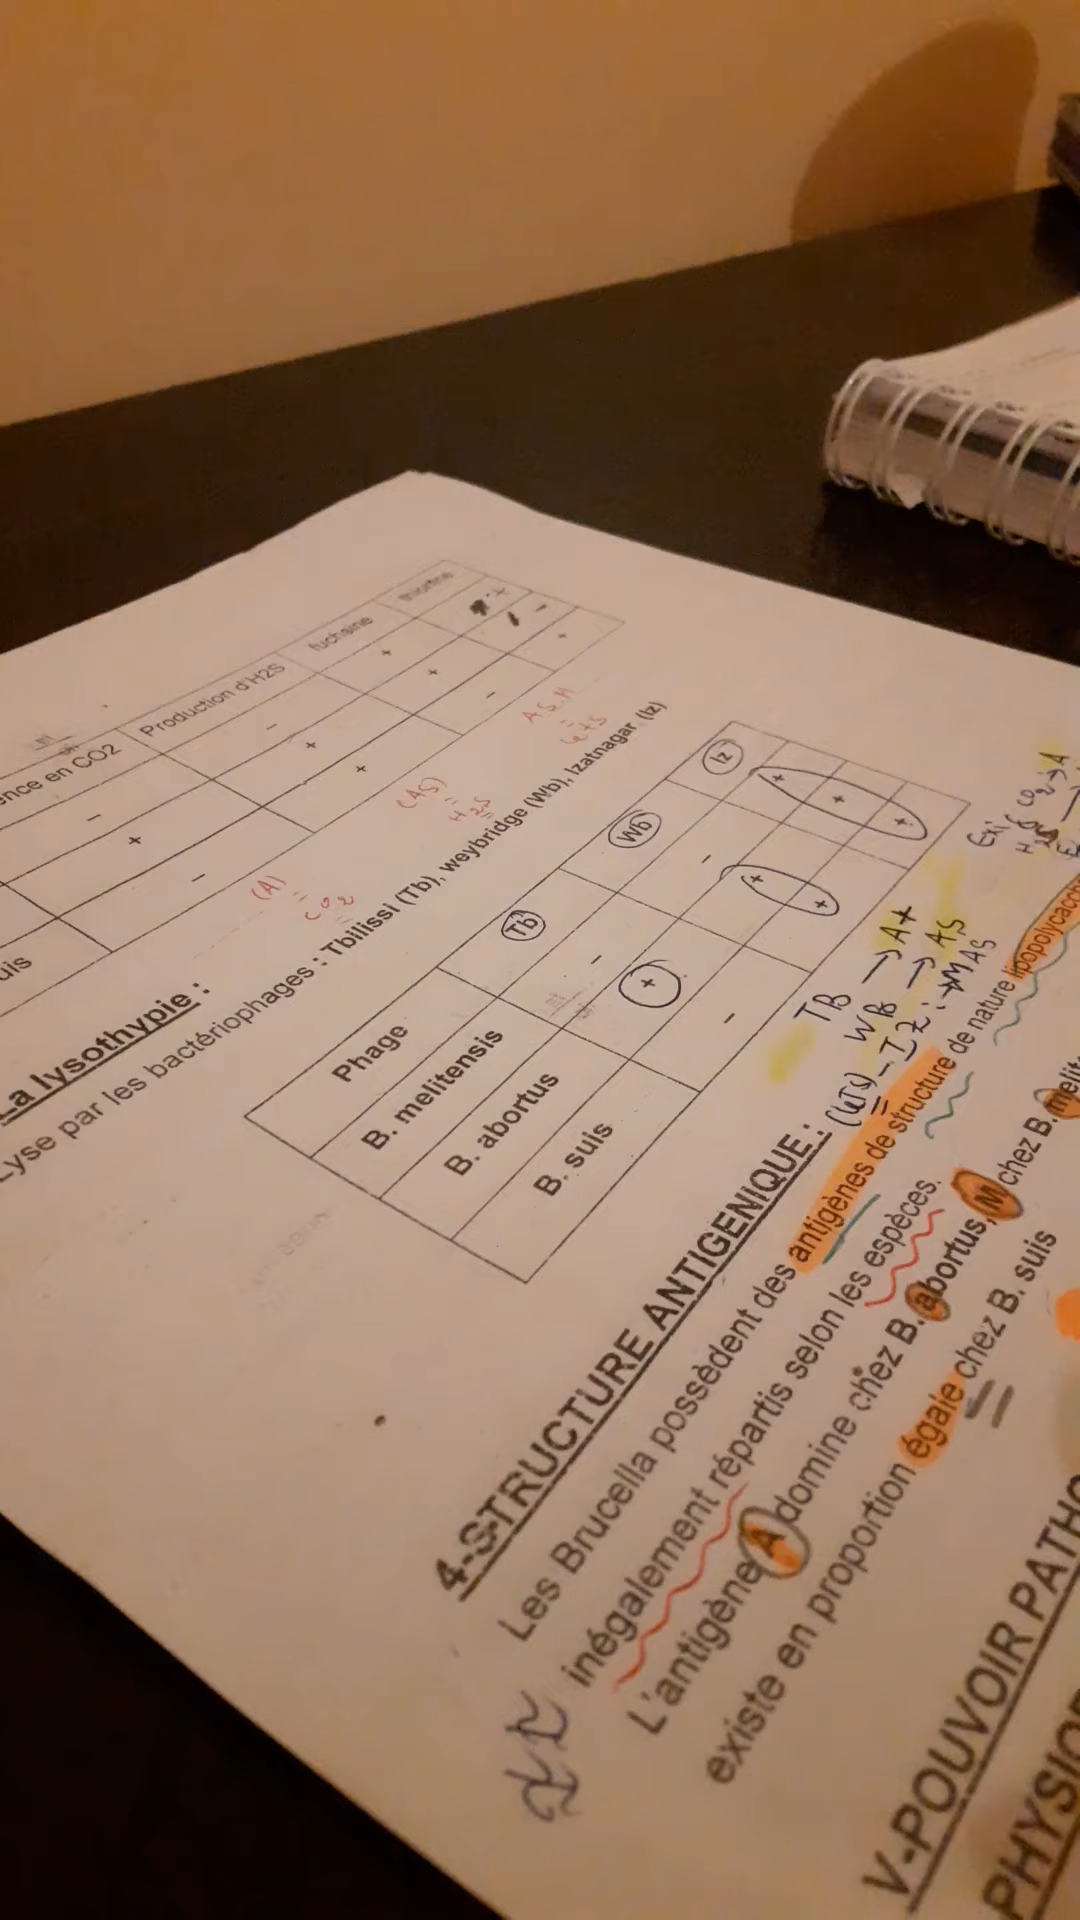 ence en CO2 Production d'H2S fuchsine thionine
- - + +
+ + + -
uis - + - +
(A) = CO2
(AS) = H2S
A.S.M = (GTS)
La lysothypie :
Lyse par les bactériophages : Tbilissi (Tb), weybridge (Wb), Izatnagar (Iz)
Phage Tb Wb Iz
B. melitensis - - +
B. abortus + + +
B. suis - + +
TB → A+
WB → AS
IZ : → MAS
CO2 → A
H2S →
4-STRUCTURE ANTIGENIQUE :
Les Brucella possèdent des antigènes de structure de nature lipopolycacch
inégalement répartis selon les espèces.
L'antigène A domine chez B. abortus, M chez B. melit
existe en proportion égale chez B. suis
V-POUVOIR PATHO
PHYSIO